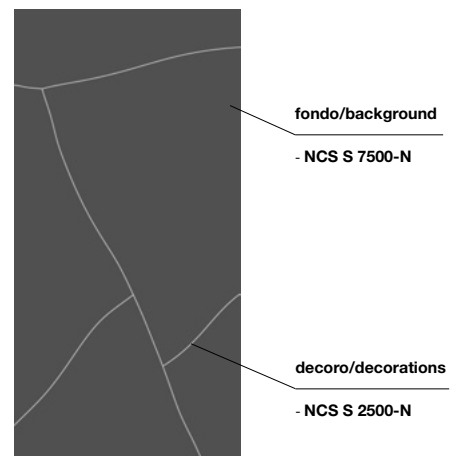 fondo/background
- NCS S 7500-N
decoro/decorations
- NCS S 2500-N